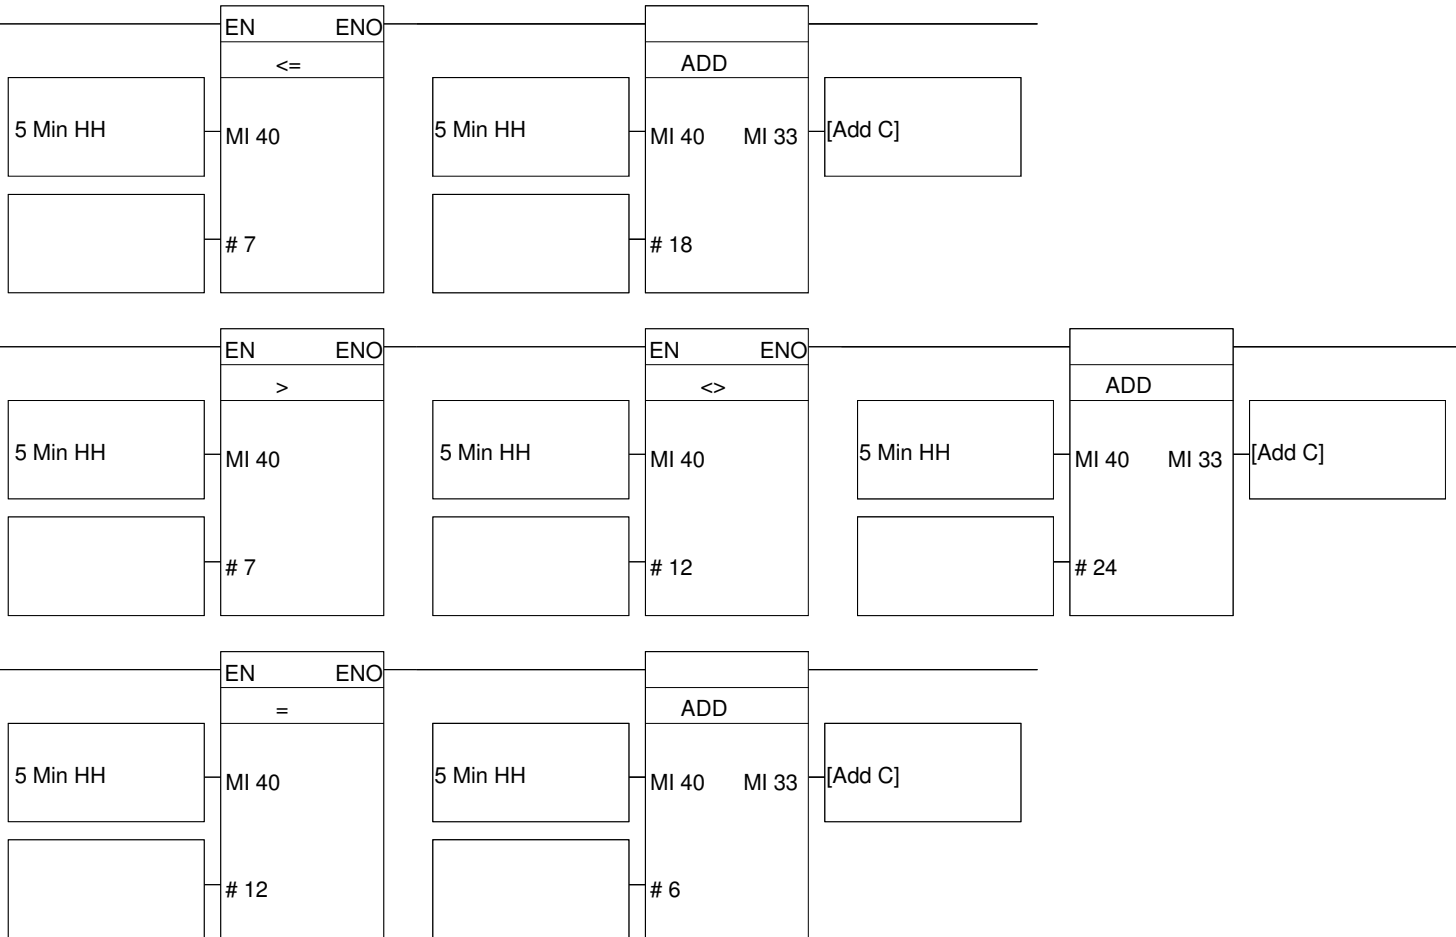 EN ENO
<= ADD
5 Min HH MI 40 5 Min HH MI 40 MI 33 [Add C]
# 7 # 18
EN ENO EN ENO
> <> ADD
5 Min HH MI 40 5 Min HH MI 40 5 Min HH MI 40 MI 33 [Add C]
# 7 # 12 # 24
EN ENO
= ADD
5 Min HH MI 40 5 Min HH MI 40 MI 33 [Add C]
# 12 # 6